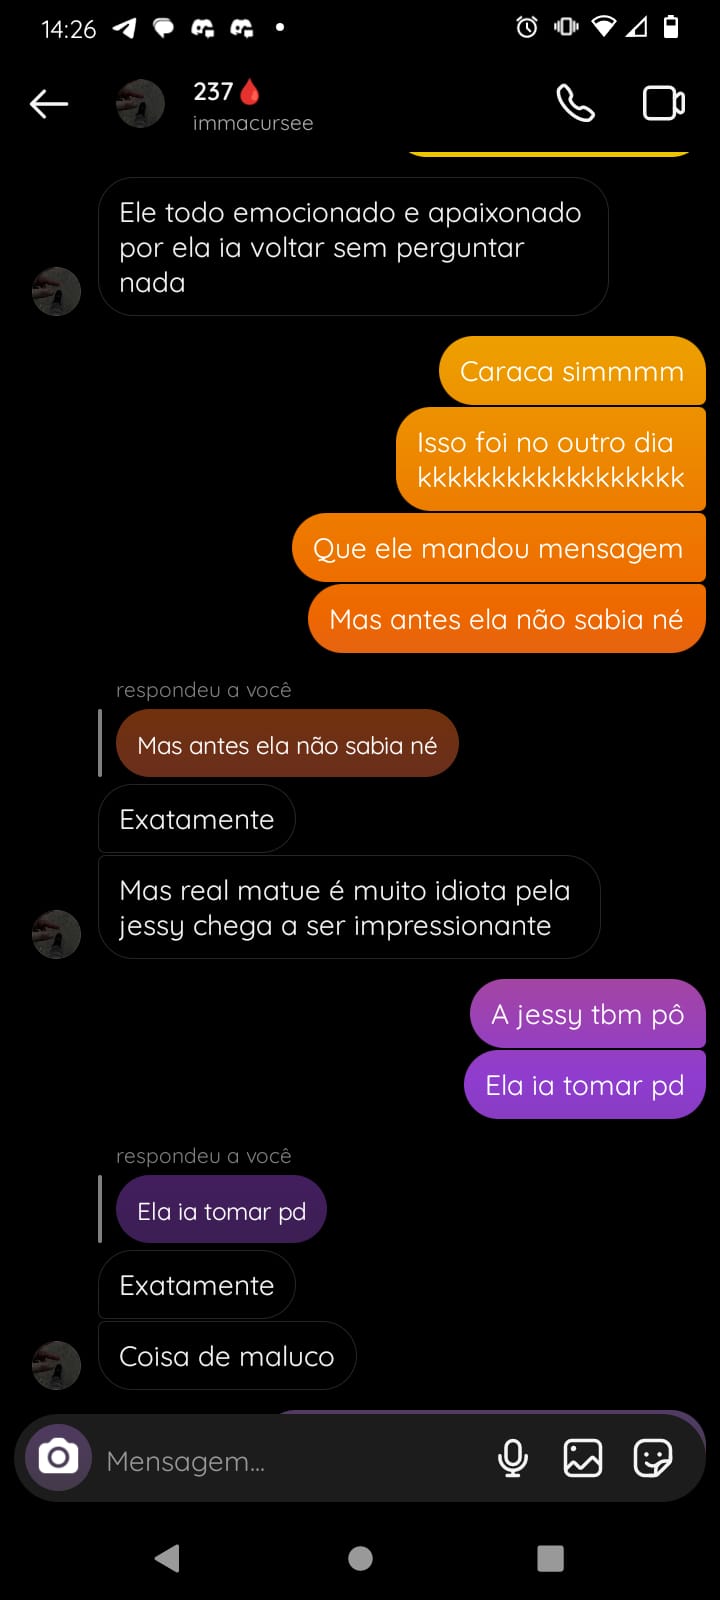 14:26
237🩸
immacursee
Ele todo emocionado e apaixonado
por ela ia voltar sem perguntar
nada
Caraca simmmm
Isso foi no outro dia
kkkkkkkkkkkkkkkkkkk
Que ele mandou mensagem
Mas antes ela não sabia né
respondeu a você
Mas antes ela não sabia né
Exatamente
Mas real matue é muito idiota pela
jessy chega a ser impressionante
A jessy tbm pô
Ela ia tomar pd
respondeu a você
Ela ia tomar pd
Exatamente
Coisa de maluco
Mensagem...